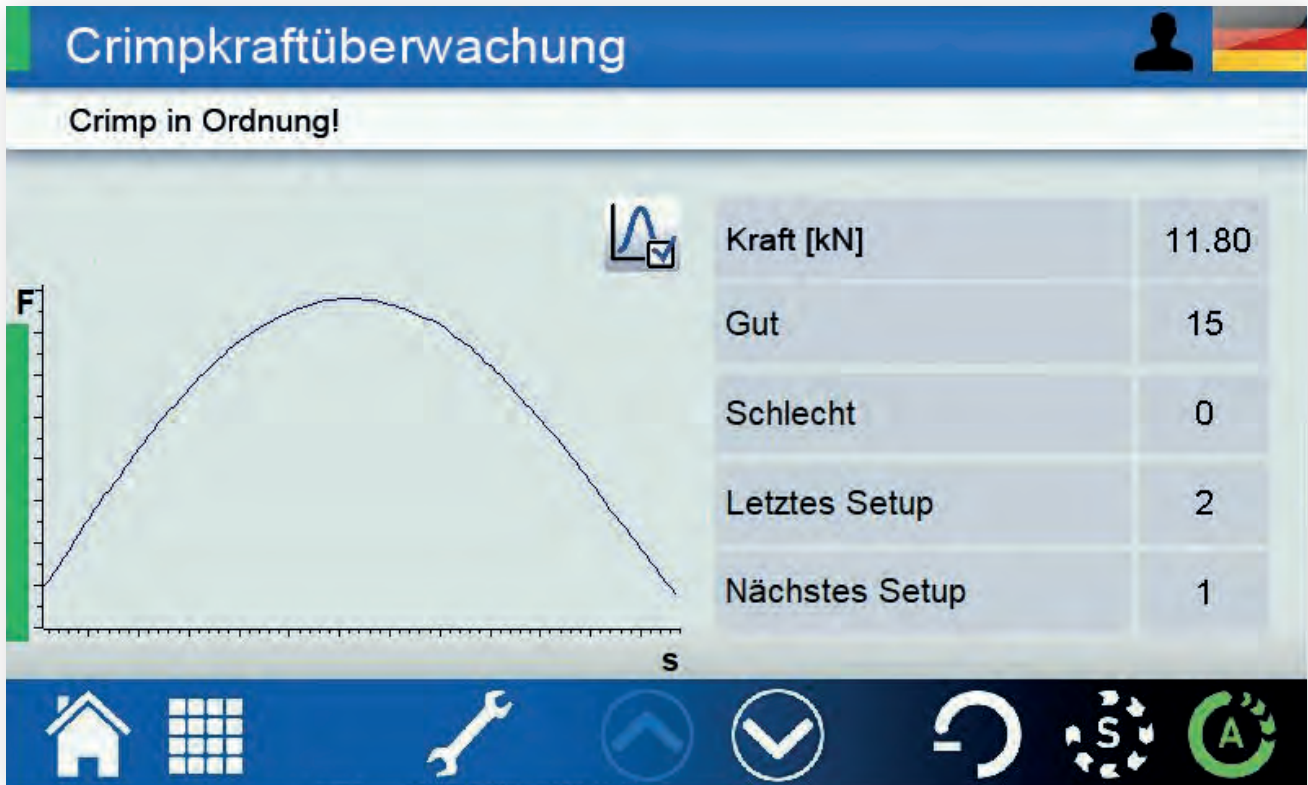 Crimpkraftüberwachung
Crimp in Ordnung!
F
s
Kraft [kN] 11.80
Gut 15
Schlecht 0
Letztes Setup 2
Nächstes Setup 1
S
A